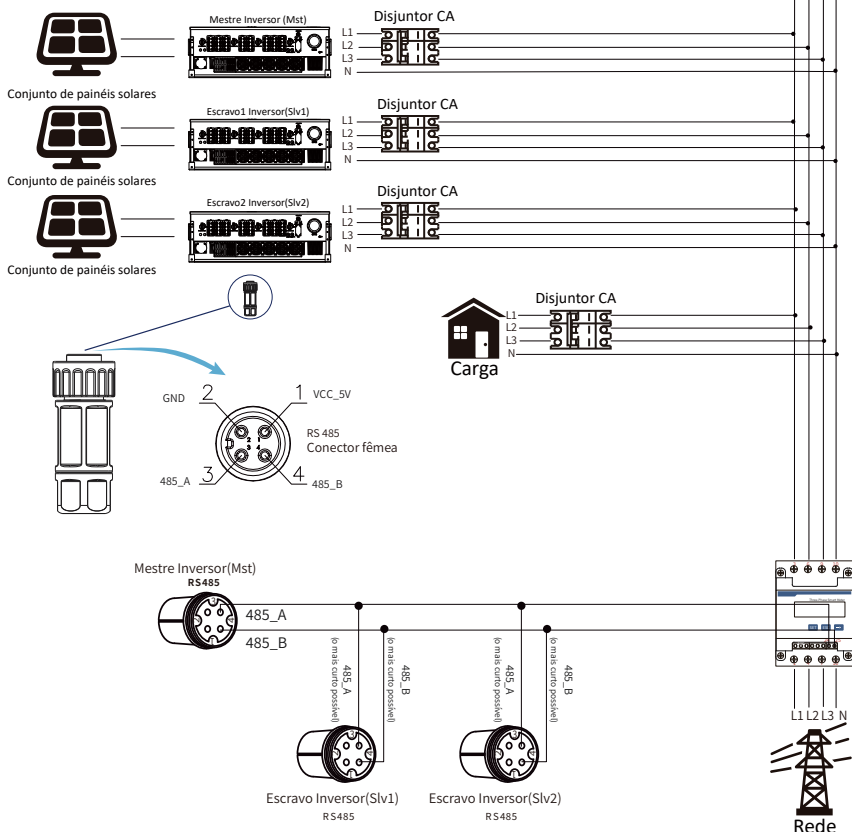 Mestre Inversor (Mst)
Disjuntor CA
L1
L2
L3
N
Conjunto de painéis solares
Escravo1 Inversor(Slv1)
Disjuntor CA
L1
L2
L3
N
Conjunto de painéis solares
Escravo2 Inversor(Slv2)
Disjuntor CA
L1
L2
L3
N
Conjunto de painéis solares
Disjuntor CA
L1
L2
L3
N
Carga
GND 2
1 VCC_5V
2 1
3 4
RS 485
Conector fêmea
485_A 3
4 485_B
Mestre Inversor(Mst)
RS485
485_A
485_B
485_A
(o mais curto possível)
485_B
(o mais curto possível)
485_A
(o mais curto possível)
485_B
(o mais curto possível)
Escravo Inversor(Slv1)
RS485
Escravo Inversor(Slv2)
RS485
L1 L2 L3 N
Rede